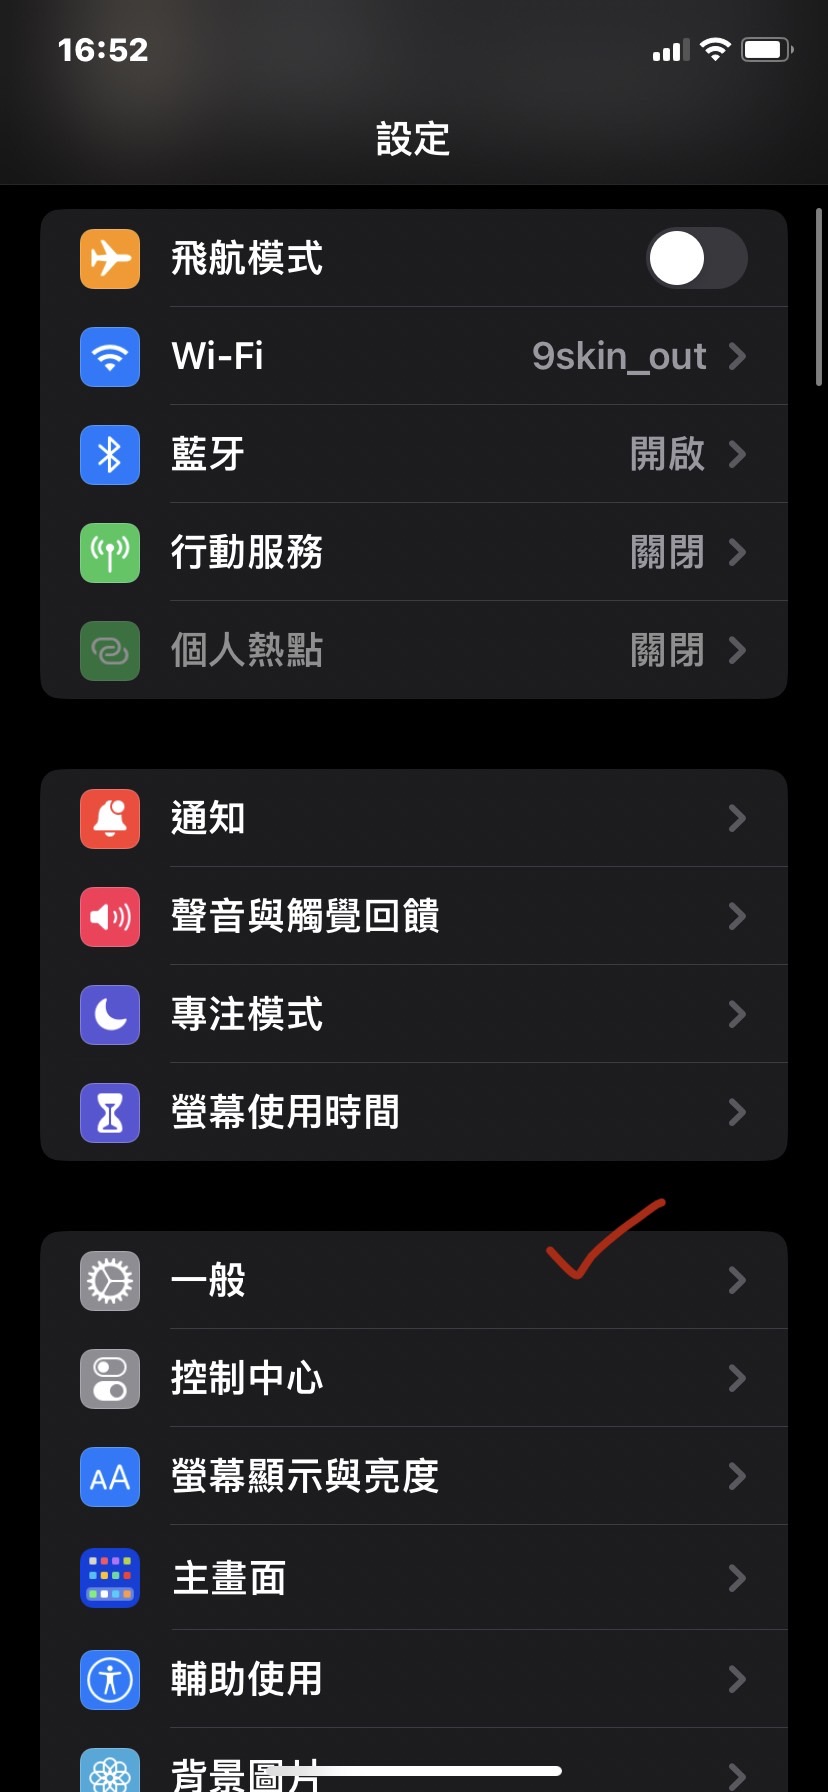 16:52
設定
飛航模式
Wi-Fi 9skin_out
藍牙 開啟
行動服務 關閉
個人熱點 關閉
通知
聲音與觸覺回饋
專注模式
螢幕使用時間
一般
控制中心
AA 螢幕顯示與亮度
主畫面
輔助使用
背景圖片